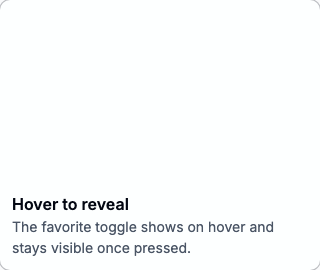 Hover to reveal
The favorite toggle shows on hover and
stays visible once pressed.